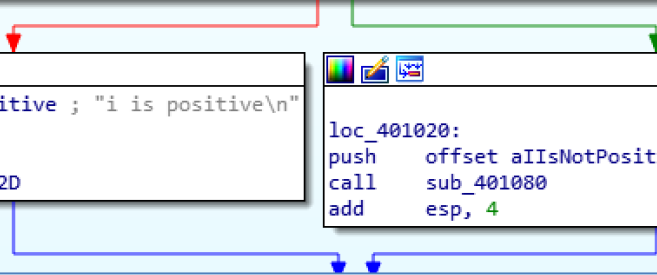 itive ; "i is positive\n"
2D
loc_401020:
push offset aIIsNotPosit
call sub_401080
add esp, 4